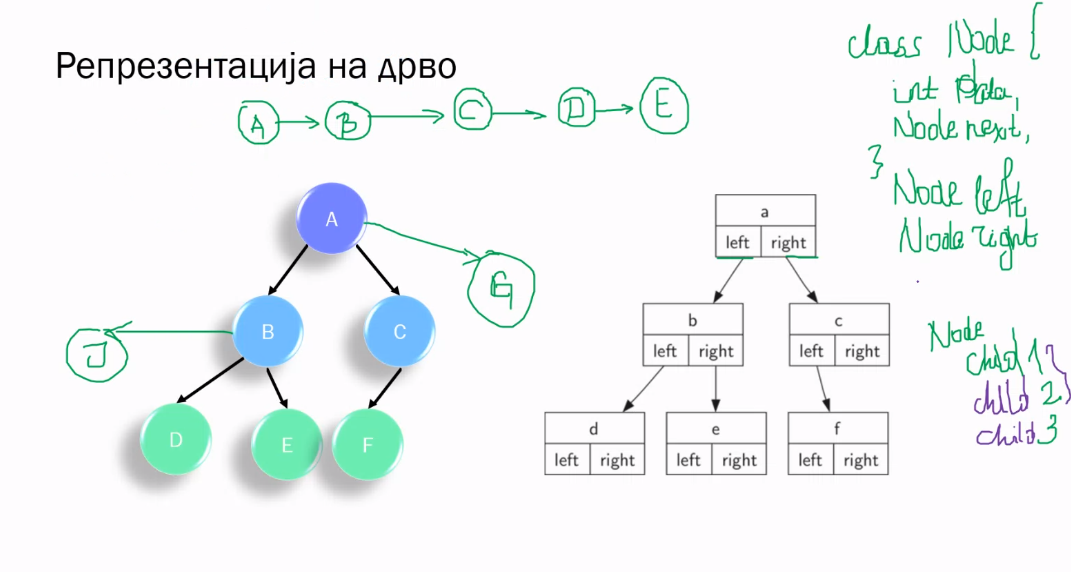 Репрезентација на дрво
A B C D E
class Node {
int
Node next,
}
Node left
Node right
A
G
B
C
J
D
E
F
a
left right
b
left right
c
left right
d
left right
e
left right
f
left right
Node
child 1
child 2
child 3